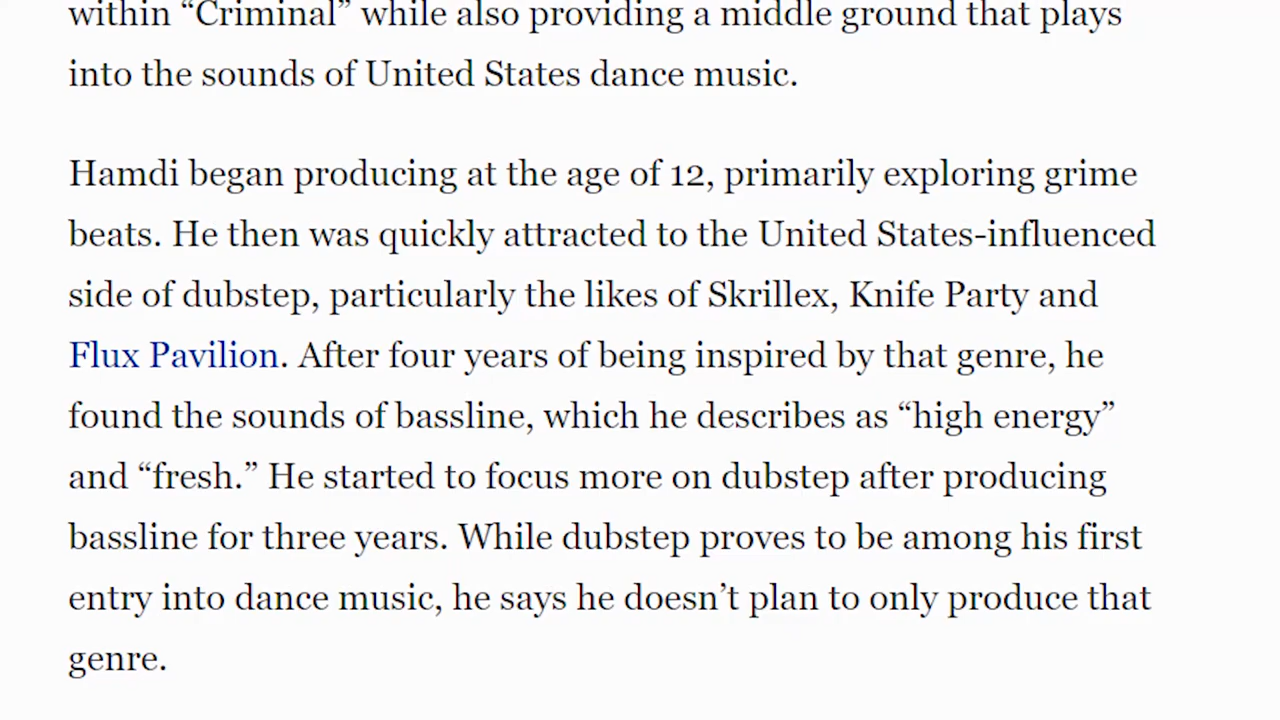 within “Criminal” while also providing a middle ground that plays
into the sounds of United States dance music.
Hamdi began producing at the age of 12, primarily exploring grime
beats. He then was quickly attracted to the United States-influenced
side of dubstep, particularly the likes of Skrillex, Knife Party and
Flux Pavilion. After four years of being inspired by that genre, he
found the sounds of bassline, which he describes as “high energy”
and “fresh.” He started to focus more on dubstep after producing
bassline for three years. While dubstep proves to be among his first
entry into dance music, he says he doesn’t plan to only produce that
genre.